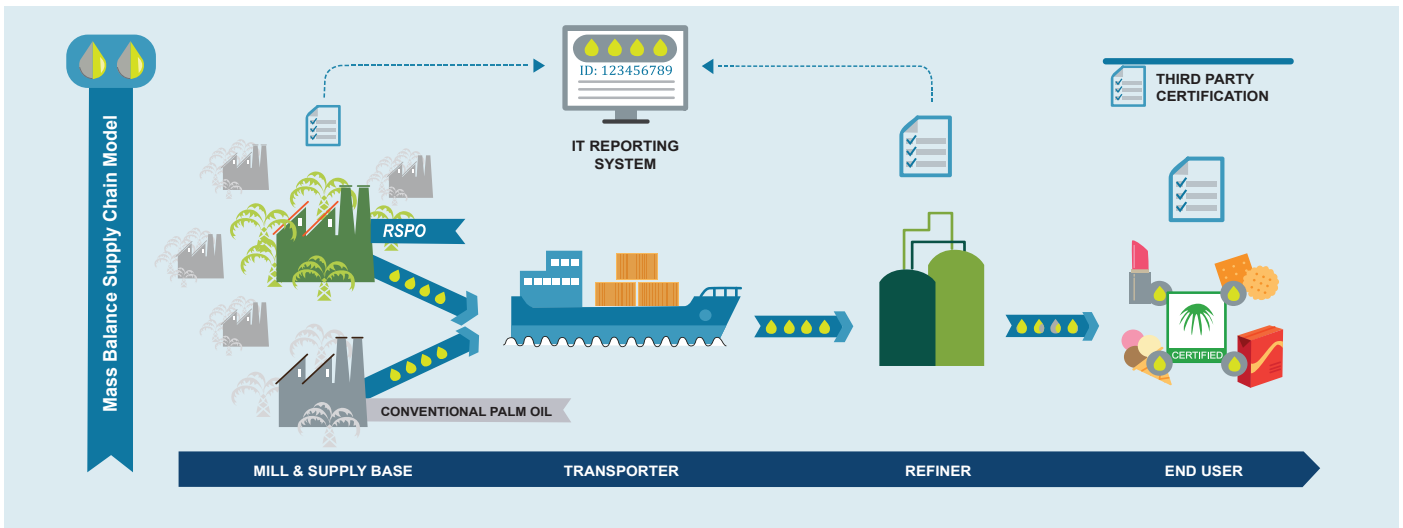 Mass Balance Supply Chain Model
ID: 123456789
IT REPORTING
SYSTEM
THIRD PARTY
CERTIFICATION
RSPO
CONVENTIONAL PALM OIL
CERTIFIED
MILL & SUPPLY BASE
TRANSPORTER
REFINER
END USER